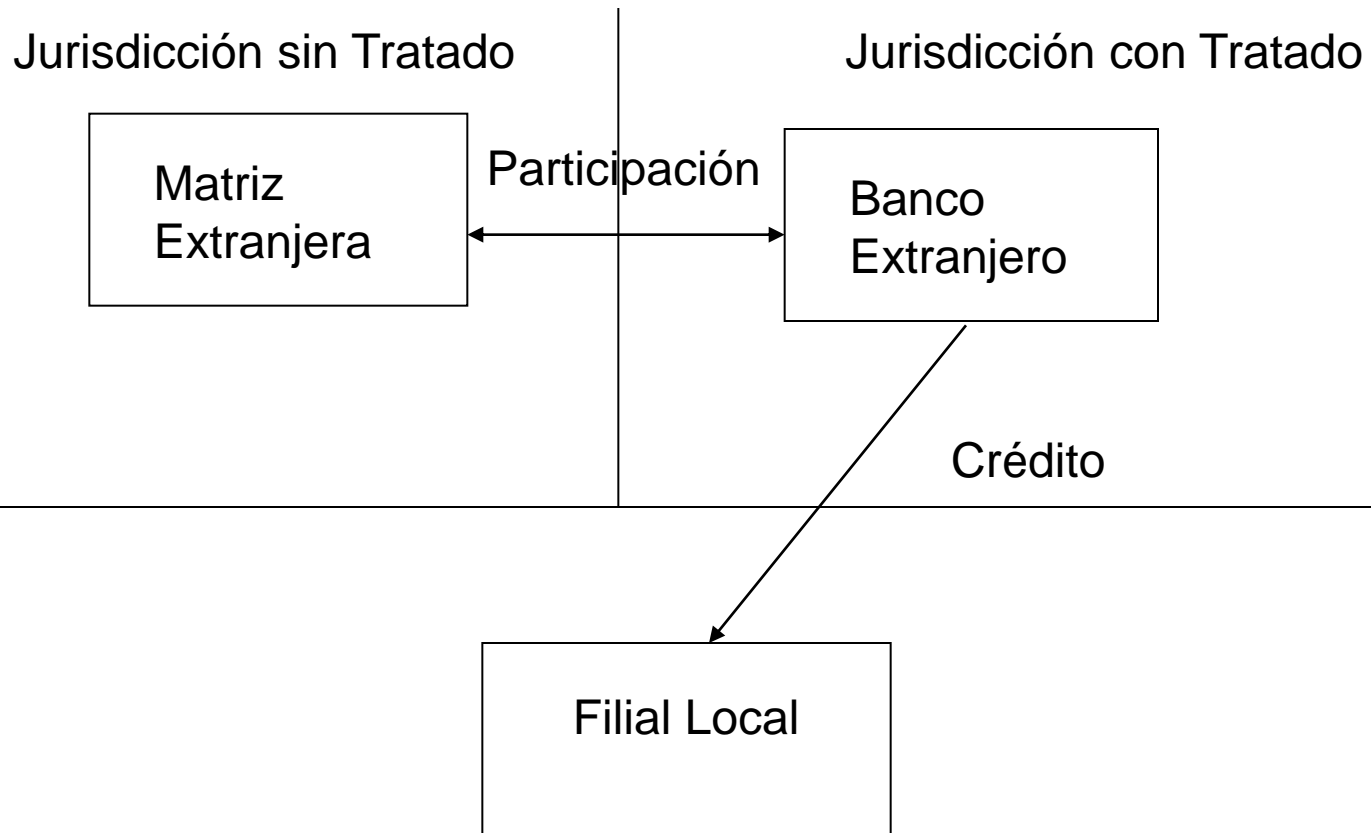 Jurisdicción sin Tratado
Jurisdicción con Tratado
Matriz
Extranjera
Participación
Banco
Extranjero
Crédito
Filial Local